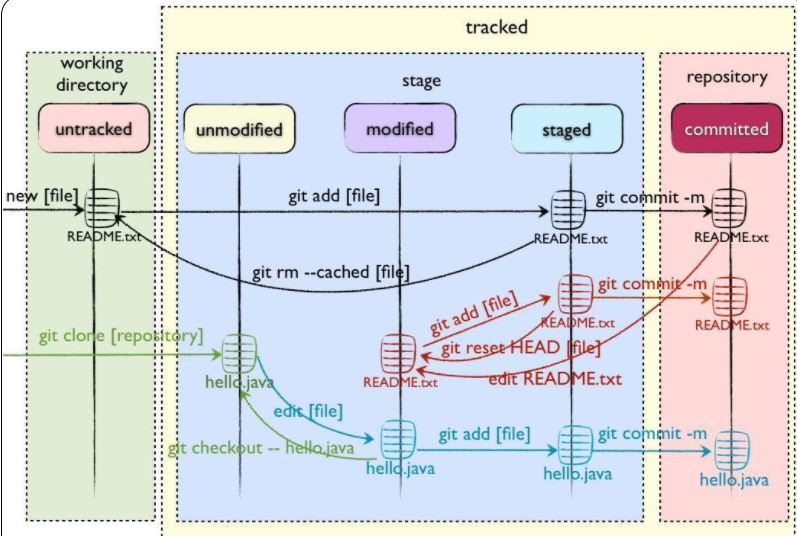 tracked
working
directory
stage
repository
untracked
unmodified
modified
staged
committed
new [file]
git add [file]
git commit -m
README.txt
README.txt
README.txt
git rm --cached [file]
git add [file]
git commit -m
README.txt
README.txt
git clone [repository]
git reset HEAD [file]
hello.java
README.txt
edit README.txt
edit [file]
git checkout -- hello.java
git add [file]
git commit -m
hello.java
hello.java
hello.java